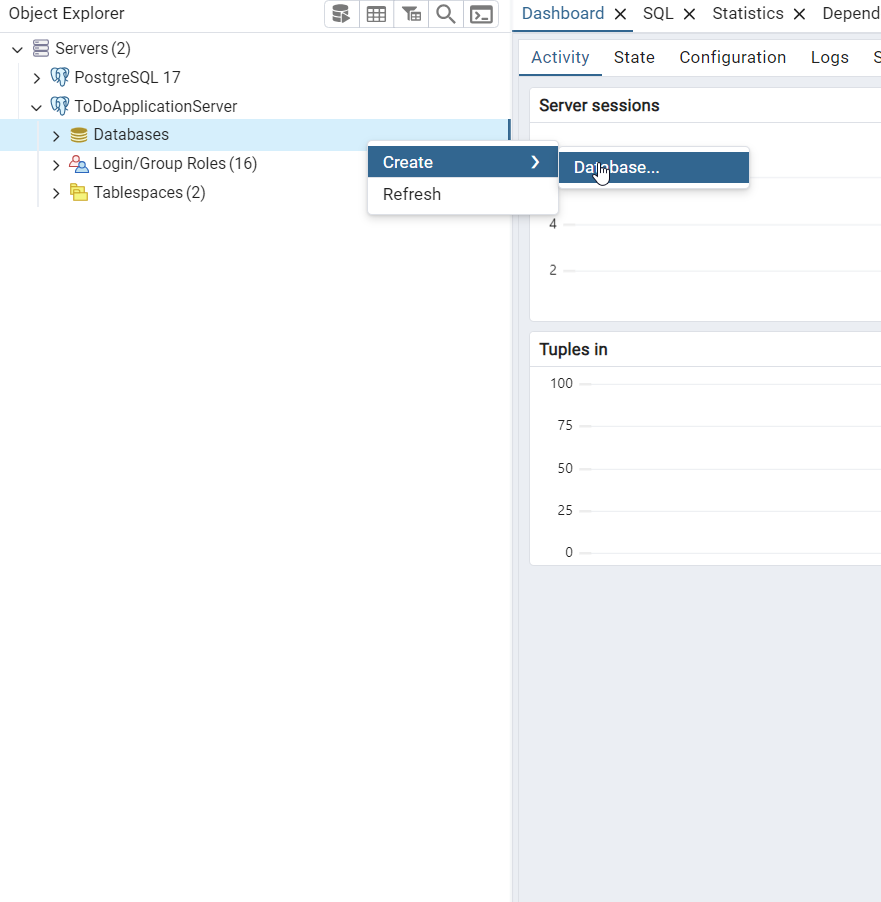 Object Explorer
Servers (2)
PostgreSQL 17
ToDoApplicationServer
Databases
Login/Group Roles (16)
Tablespaces (2)
Create
Refresh
Database...
Dashboard SQL Statistics Depend
Activity State Configuration Logs S
Server sessions
4
2
Tuples in
100
75
50
25
0